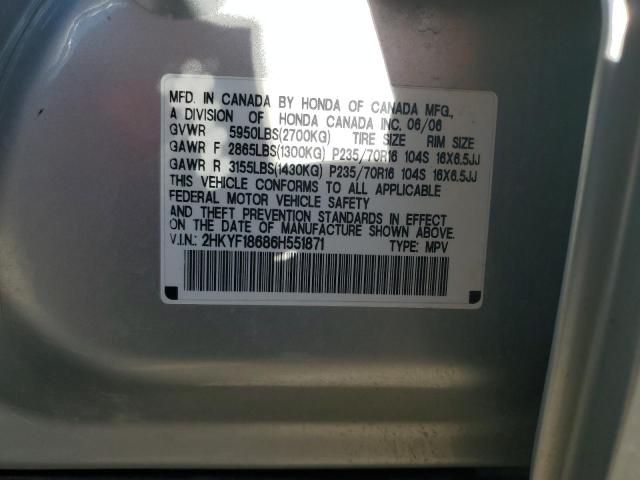 MFD. IN CANADA BY HONDA OF CANADA MFG.,
A DIVISION OF HONDA CANADA INC. 06/06
GVWR 5950LBS(2700KG) TIRE SIZE RIM SIZE
GAWR F 2865LBS(1300KG) P235/70R16 104S 16X6.5JJ
GAWR R 3155LBS(1430KG) P235/70R16 104S 16X6.5JJ
THIS VEHICLE CONFORMS TO ALL APPLICABLE
FEDERAL MOTOR VEHICLE SAFETY
AND THEFT PREVENTION STANDARDS IN EFFECT
ON THE DATE OF MANUFACTURE SHOWN ABOVE.
V.I.N.: 2HKYF18686H551871 TYPE: MPV